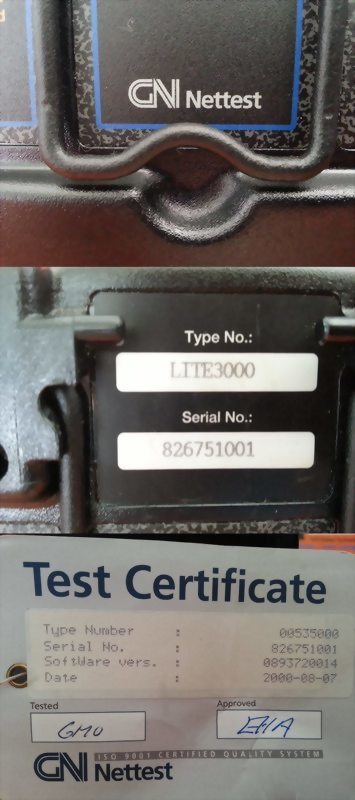 GN Nettest
Type No.:
LITE3000
Serial No.:
826751001
Test Certificate
Type Number : 00535000
Serial No. : 826751001
SoftWare vers. : 0893720014
Date : 2000-08-07
Tested Approved
GMU EHA
ISO 9001 CERTIFIED QUALITY SYSTEM
GN Nettest